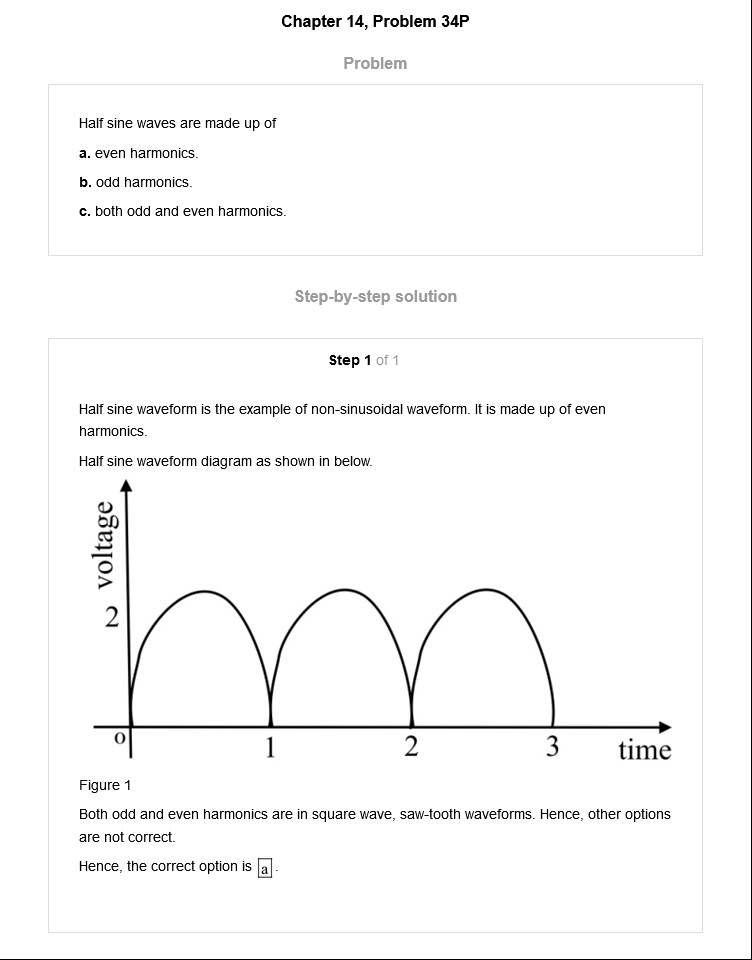 Chapter 14, Problem 34P
Problem
Half sine waves are made up of
a. even harmonics.
b. odd harmonics.
c. both odd and even harmonics.
Step-by-step solution
Step 1 of 1
Half sine waveform is the example of non-sinusoidal waveform. It is made up of even
harmonics.
Half sine waveform diagram as shown in below.
voltage
2
0
1
2
3
time
Figure 1
Both odd and even harmonics are in square wave, saw-tooth waveforms. Hence, other options
are not correct.
Hence, the correct option is a.